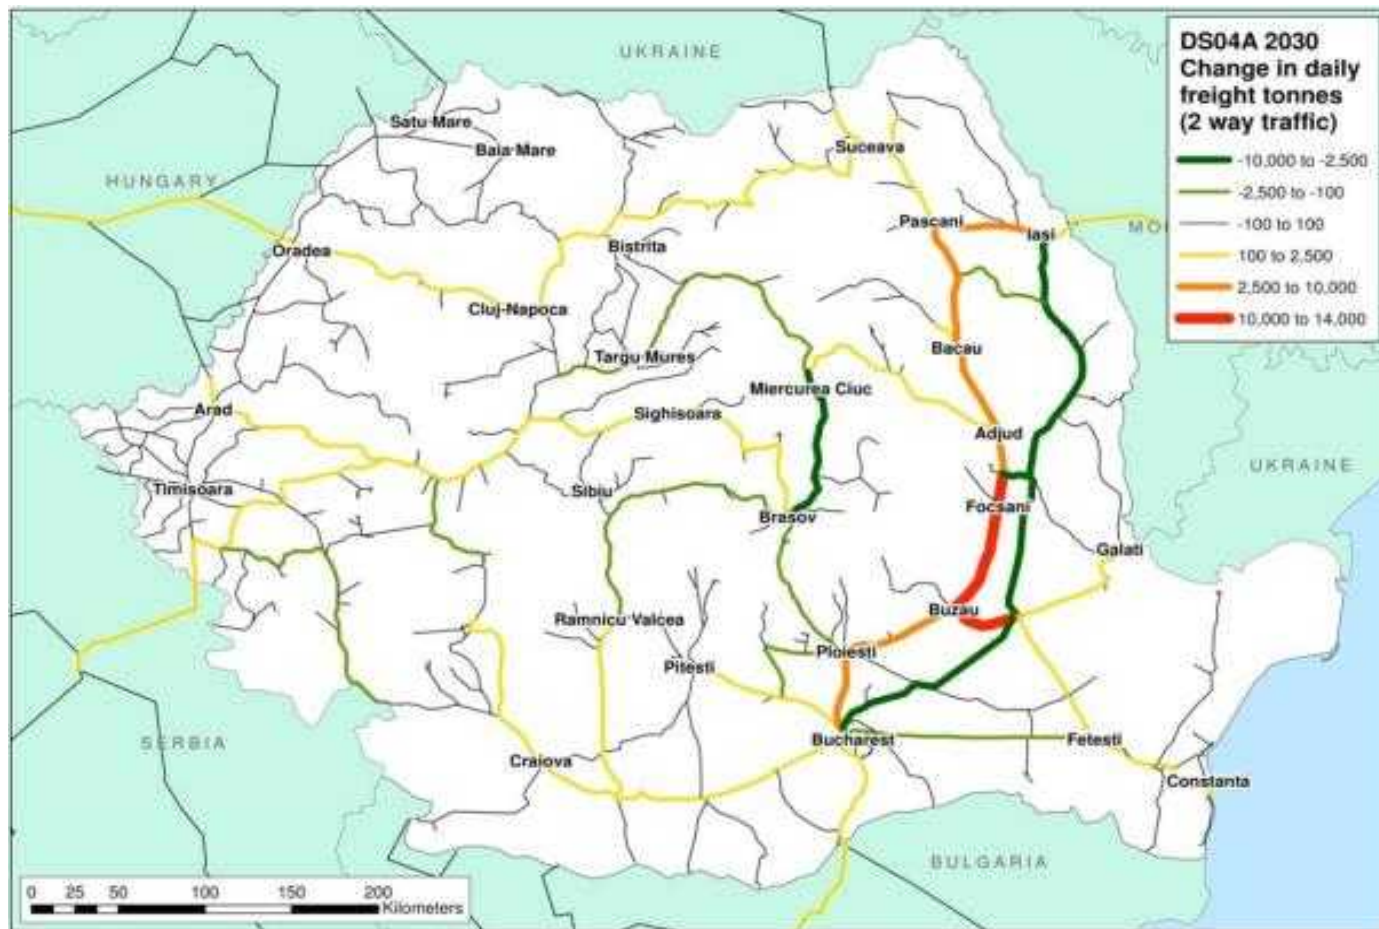 UKRAINE
DS04A 2030
Change in daily
freight tonnes
(2 way traffic)
-10,000 to -2.500
-2,500 to -100
-100 to 100
100 to 2,500
2,500 to 10,000
10,000 to 14,000
Satu Mare
Baia Mare
Suceava
HUNGARY
Pascani
Iasi
Oradea
Bistrita
Cluj-Napoca
Bacau
Targu Mures
Miercurea Ciuc
Arad
Sighisoara
Adjud
UKRAINE
Timisoara
Sibiu
Focsani
Brasov
Galati
Buzau
Ramnicu Valcea
Ploiesti
Pitesti
SERBIA
Bucharest
Fetesti
Craiova
Constanta
BULGARIA
0 25 50 100 150 200
Kilometers